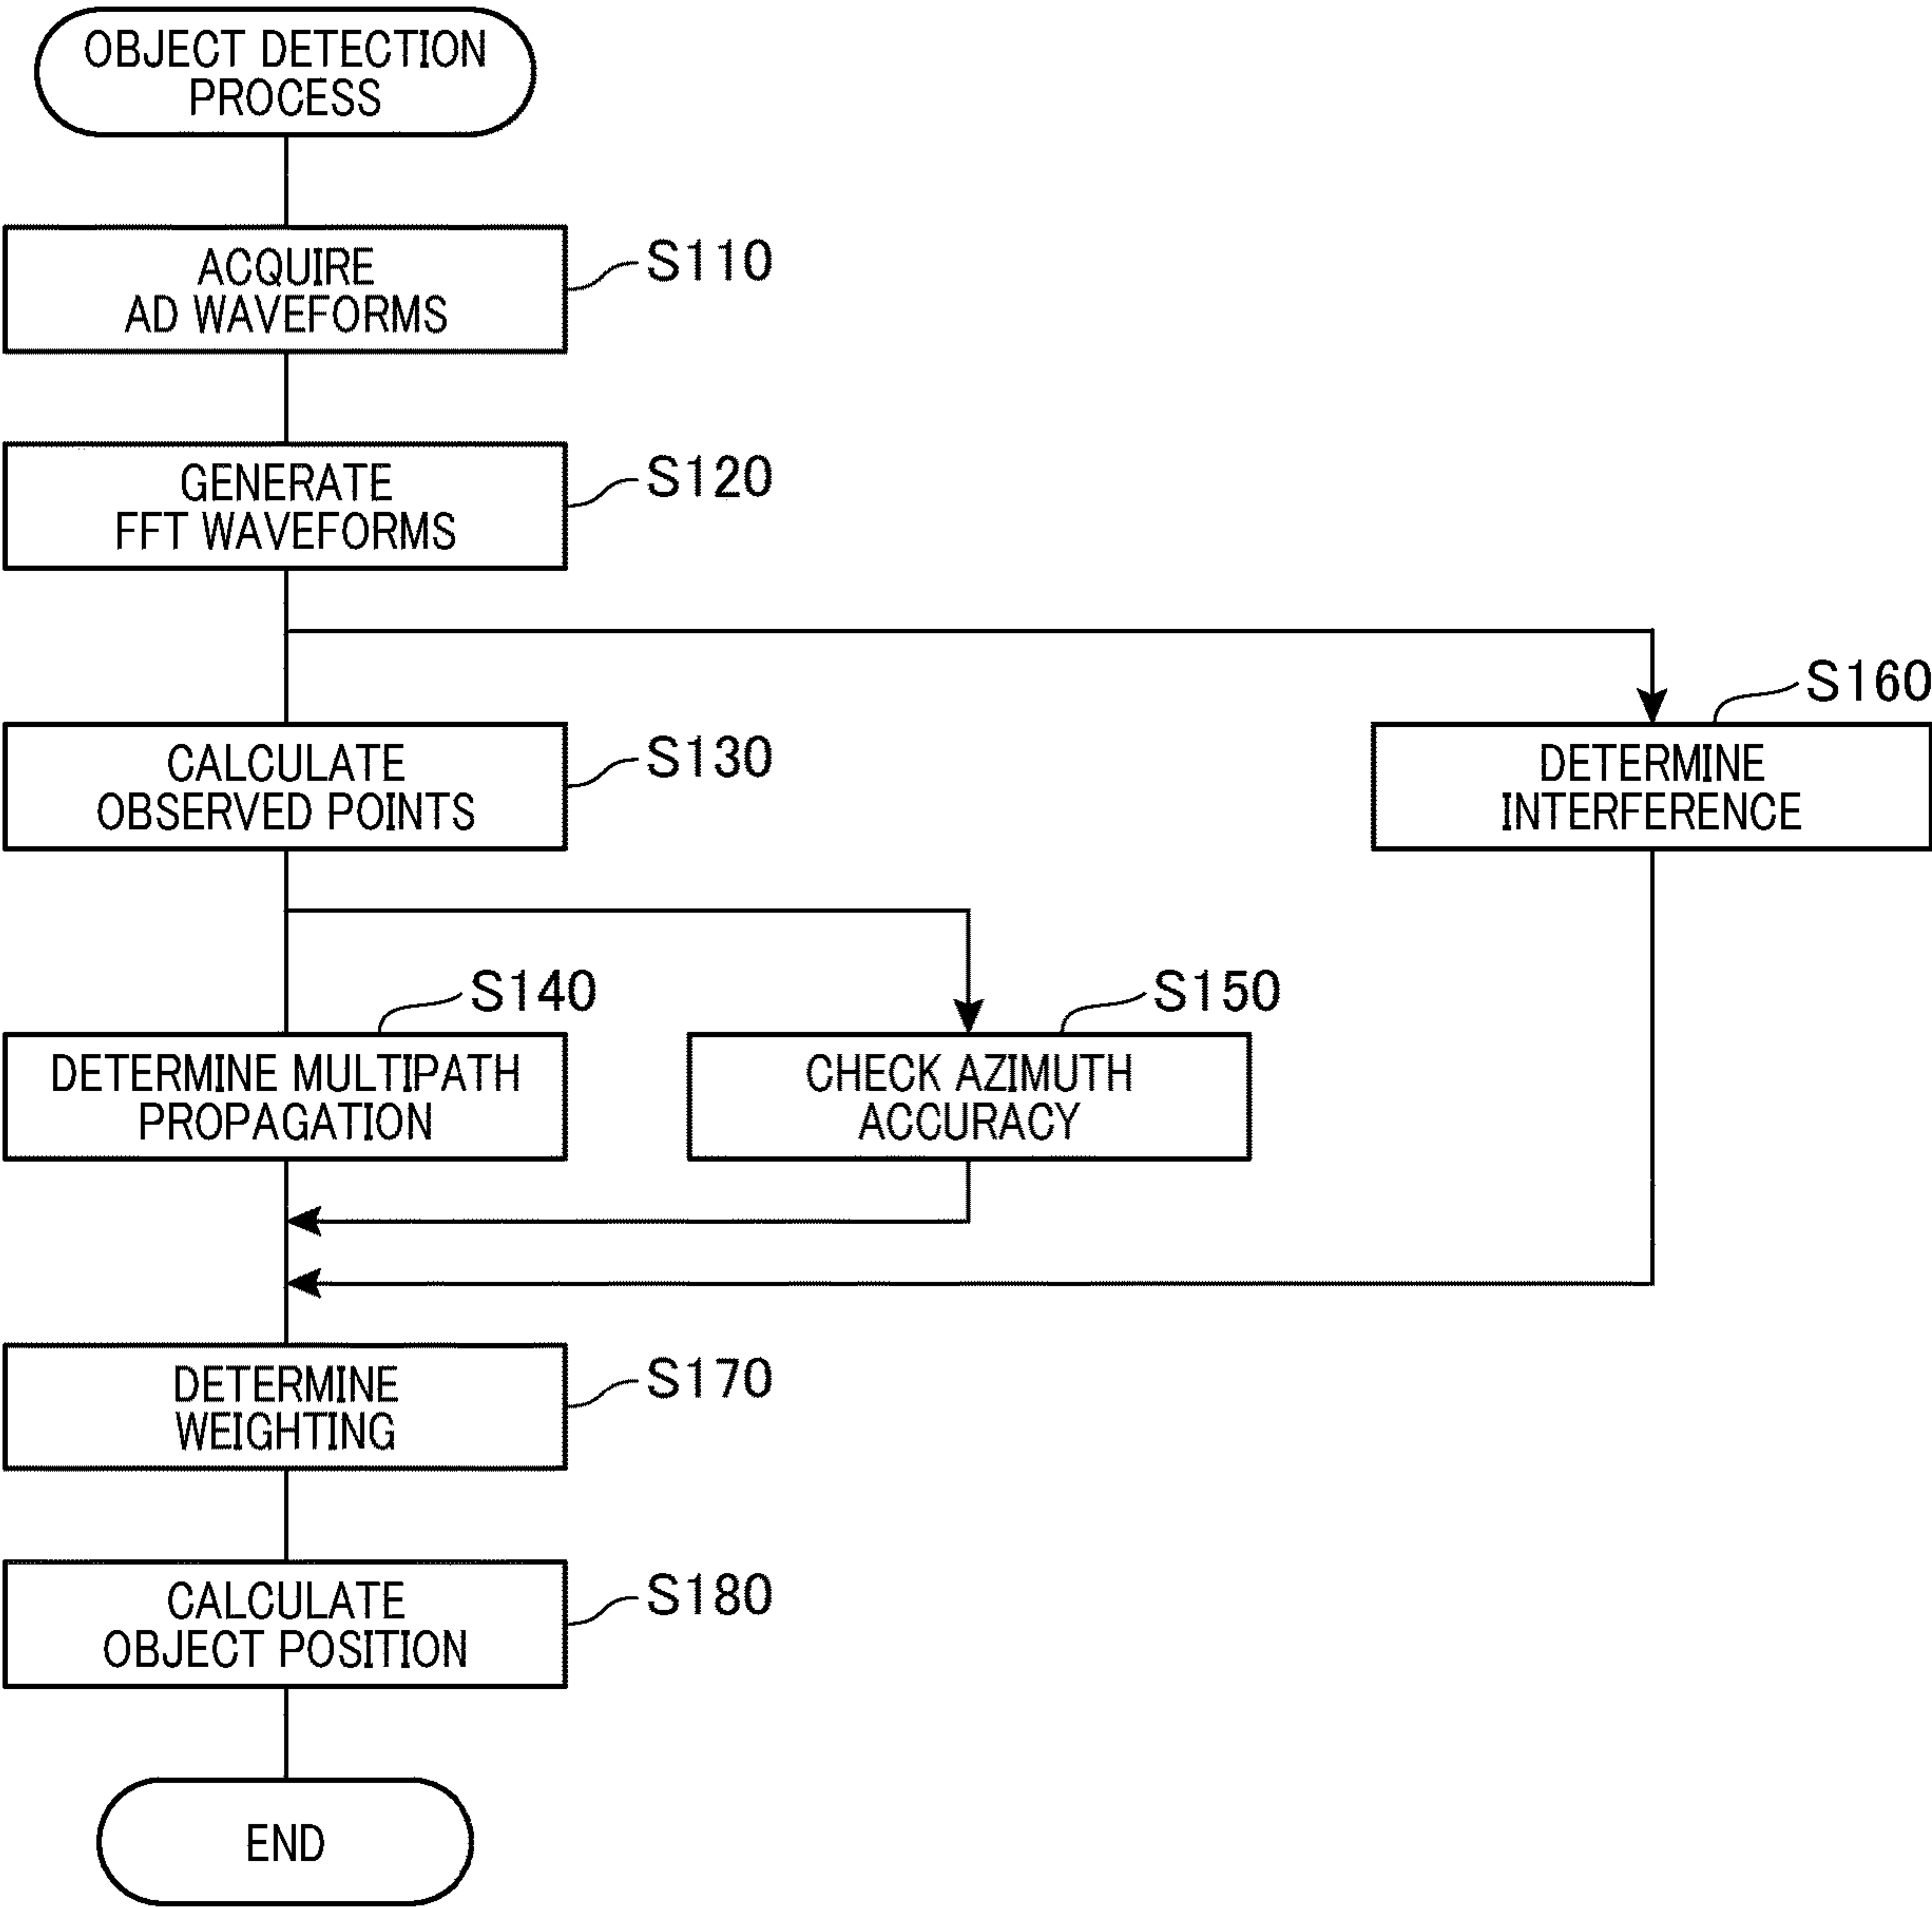 OBJECT DETECTION
PROCESS
ACQUIRE
AD WAVEFORMS
S110
GENERATE
FFT WAVEFORMS
S120
CALCULATE
OBSERVED POINTS
S130
S160
DETERMINE
INTERFERENCE
S140
DETERMINE MULTIPATH
PROPAGATION
S150
CHECK AZIMUTH
ACCURACY
DETERMINE
WEIGHTING
S170
CALCULATE
OBJECT POSITION
S180
END